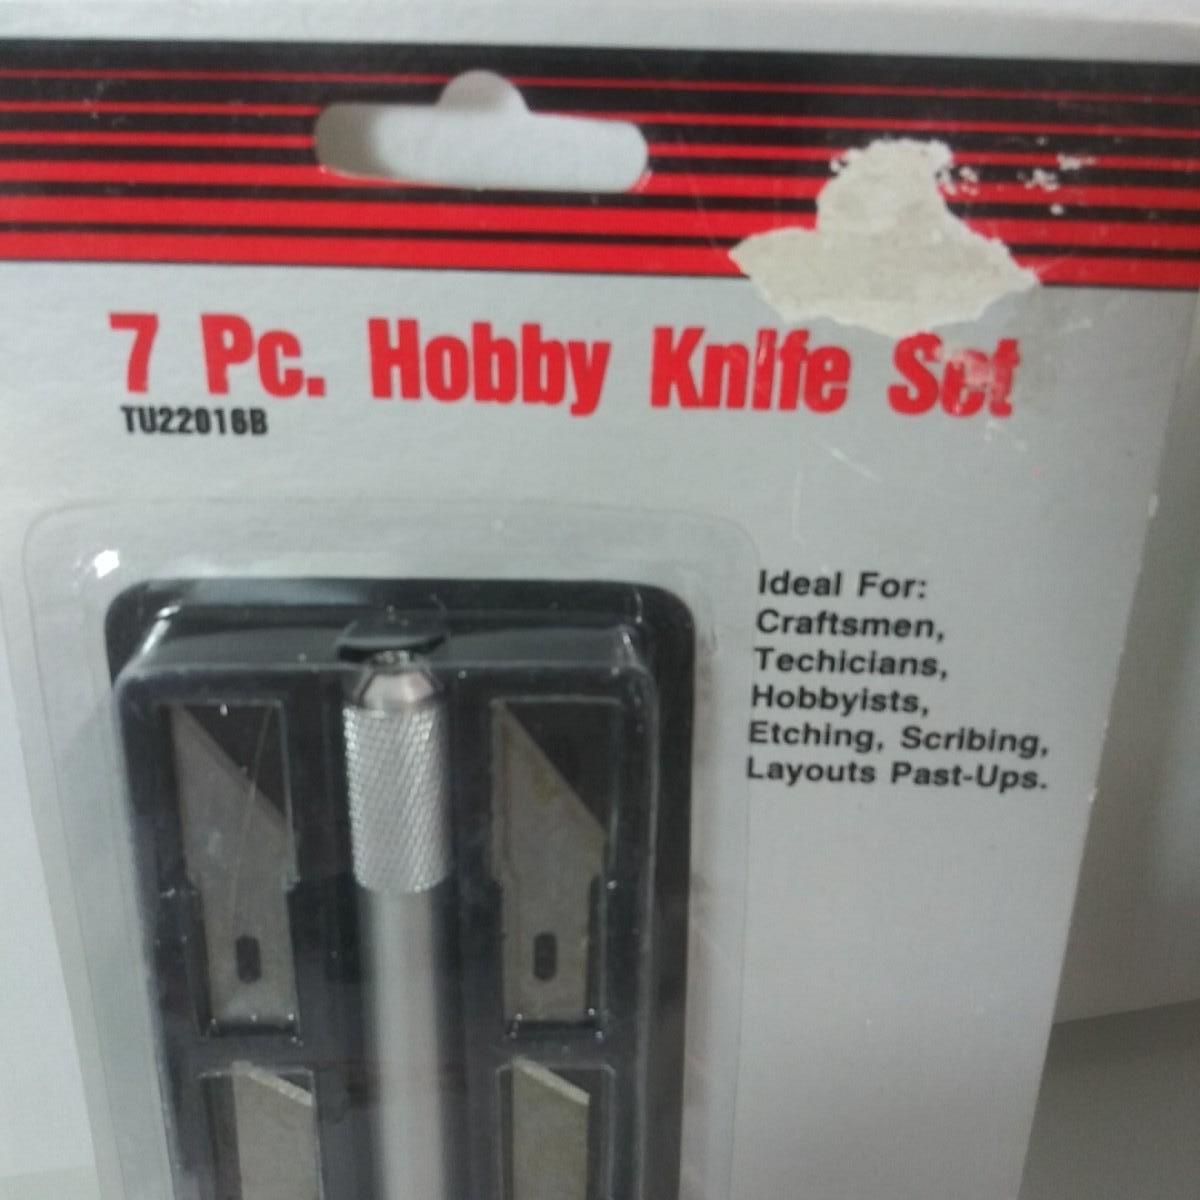 7 Pc. Hobby Knife Set
TU22016B
Ideal For:
Craftsmen,
Techicians,
Hobbyists,
Etching, Scribing,
Layouts Past-Ups.